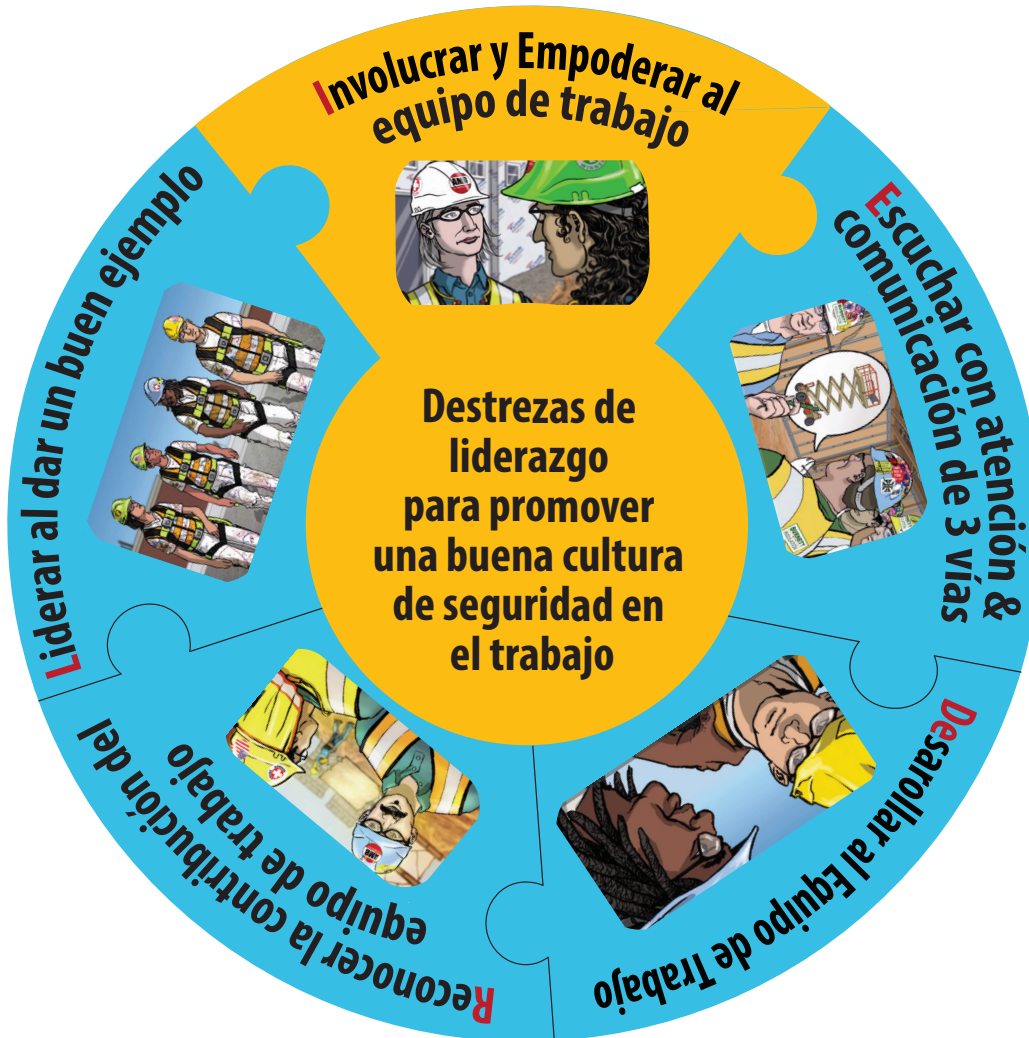 Involucrar y Empoderar al
equipo de trabajo
Escuchar con atención &
comunicación de 3 vías
Desarollar al Equipo de Trabajo
Reconocer la contribución del
equipo de trabajo
Liderar al dar un buen ejemplo
Destrezas de
liderazgo
para promover
una buena cultura
de seguridad en
el trabajo